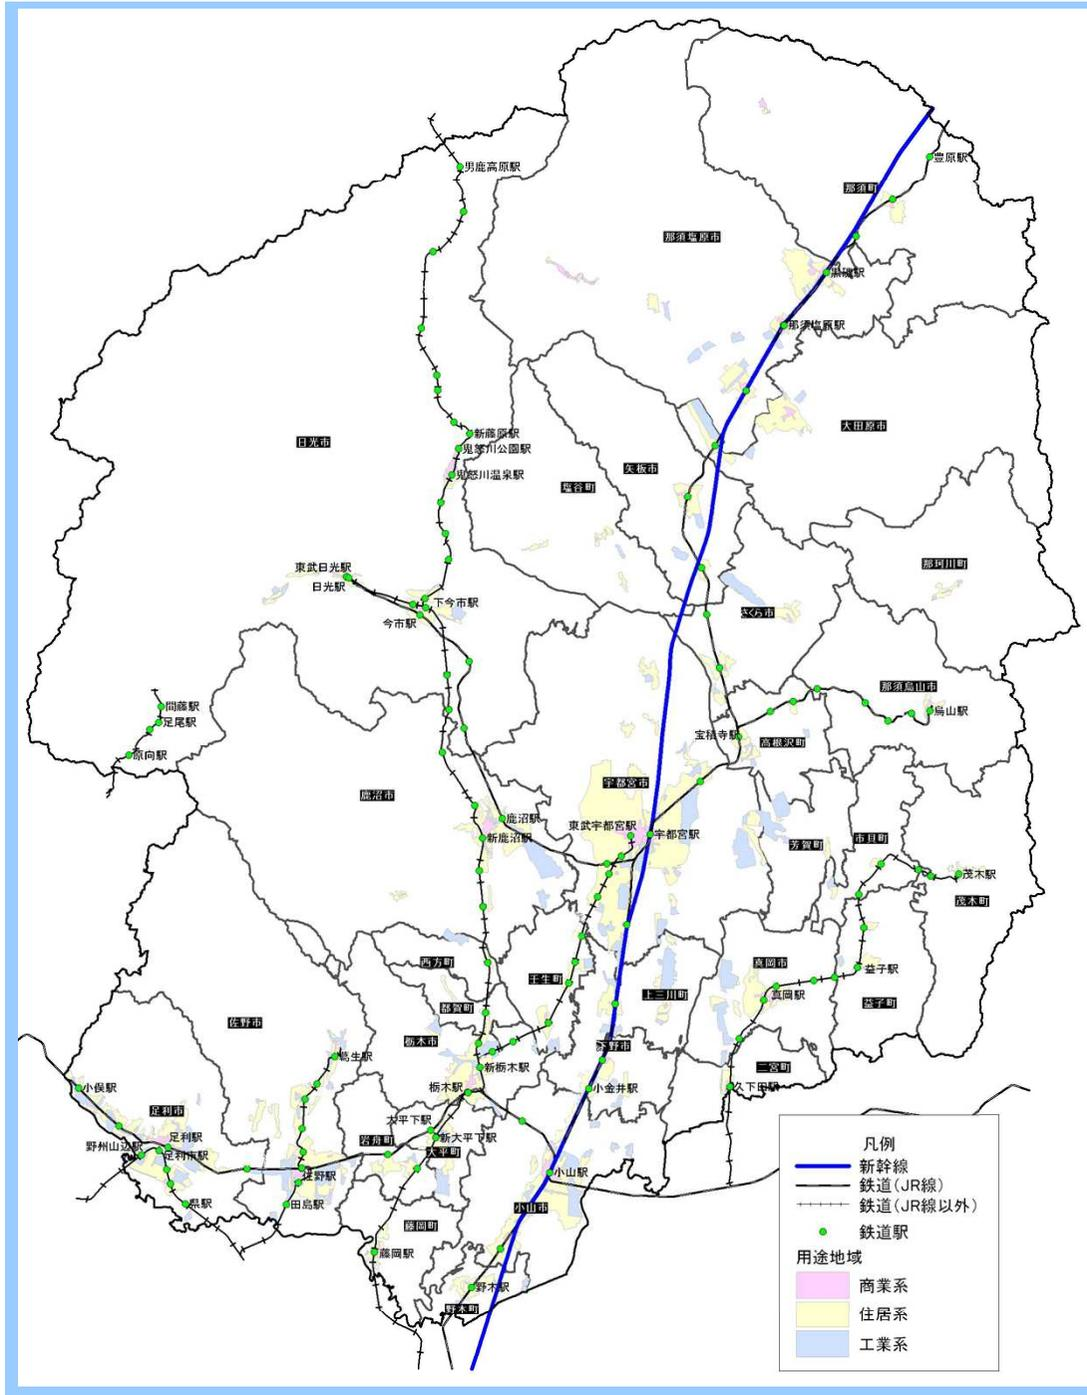 男鹿高原駅
豊原駅
那須町
那須塩原市
黒磯駅
那須塩原駅
大田原市
新藤原駅
日光市
鬼怒川公園駅
矢板市
鬼怒川温泉駅
塩谷町
那珂川町
東武日光駅
日光駅
下今市駅
さくら市
今市駅
那須烏山市
間藤駅
烏山駅
足尾駅
宝積寺駅
高根沢町
原向駅
宇都宮市
鹿沼市
鹿沼駅
東武宇都宮駅
宇都宮駅
新鹿沼駅
市貝町
芳賀町
茂木駅
茂木町
西方町
真岡市
益子駅
壬生町
上三川町
真岡駅
益子町
都賀町
佐野市
栃木市
下野市
葛生駅
新栃木駅
二宮町
小俣駅
栃木駅
小金井駅
久下田駅
足利市
大平下駅
足利駅
岩舟町
新大平下駅
野州山辺駅
足利市駅
大平町
佐野駅
小山駅
県駅
田島駅
小山市
藤岡町
藤岡駅
野木駅
野木町
凡例
新幹線
鉄道(JR線)
鉄道(JR線以外)
鉄道駅
用途地域
商業系
住居系
工業系